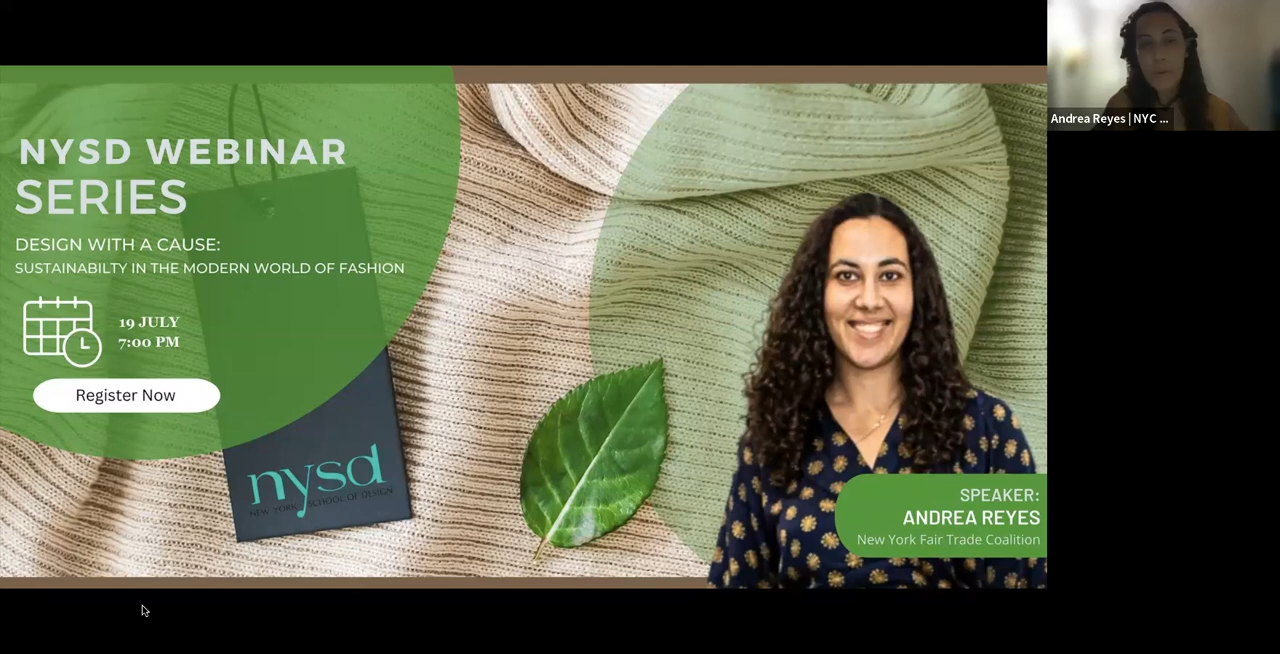 NYSD WEBINAR
SERIES
DESIGN WITH A CAUSE:
SUSTAINABILTY IN THE MODERN WORLD OF FASHION
19 JULY
7:00 PM
Register Now
nysd
NEW YORK SCHOOL OF DESIGN
SPEAKER:
ANDREA REYES
New York Fair Trade Coalition
Andrea Reyes | NYC ...